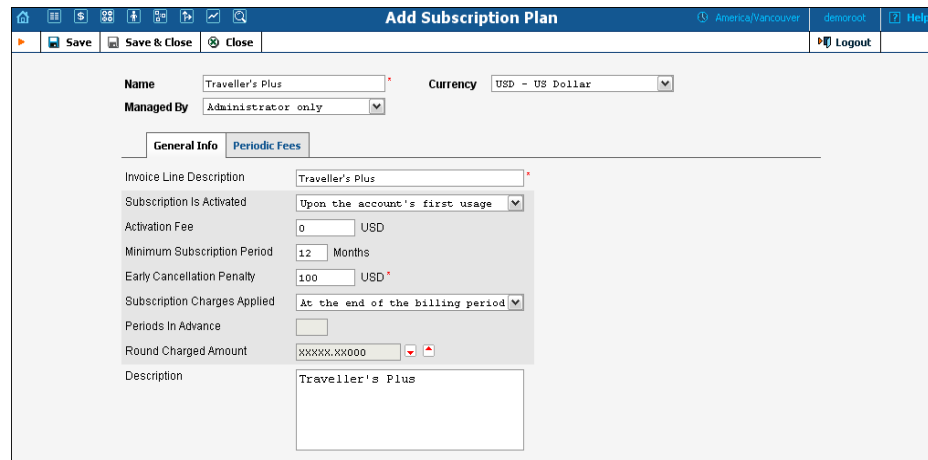 Add Subscription Plan
America/Vancouver
demoroot
? Help
Save
Save & Close
Close
Logout
Name Traveller's Plus * Currency USD - US Dollar
Managed By Administrator only
General Info Periodic Fees
Invoice Line Description Traveller's Plus *
Subscription Is Activated Upon the account's first usage
Activation Fee 0 USD
Minimum Subscription Period 12 Months
Early Cancellation Penalty 100 USD *
Subscription Charges Applied At the end of the billing period
Periods In Advance
Round Charged Amount XXXXX.XX000
Description Traveller's Plus